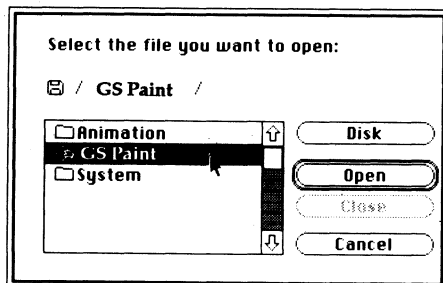 Select the file you want to open:
/ GS Paint /
Animation
GS Paint
System
Disk
Open
Close
Cancel